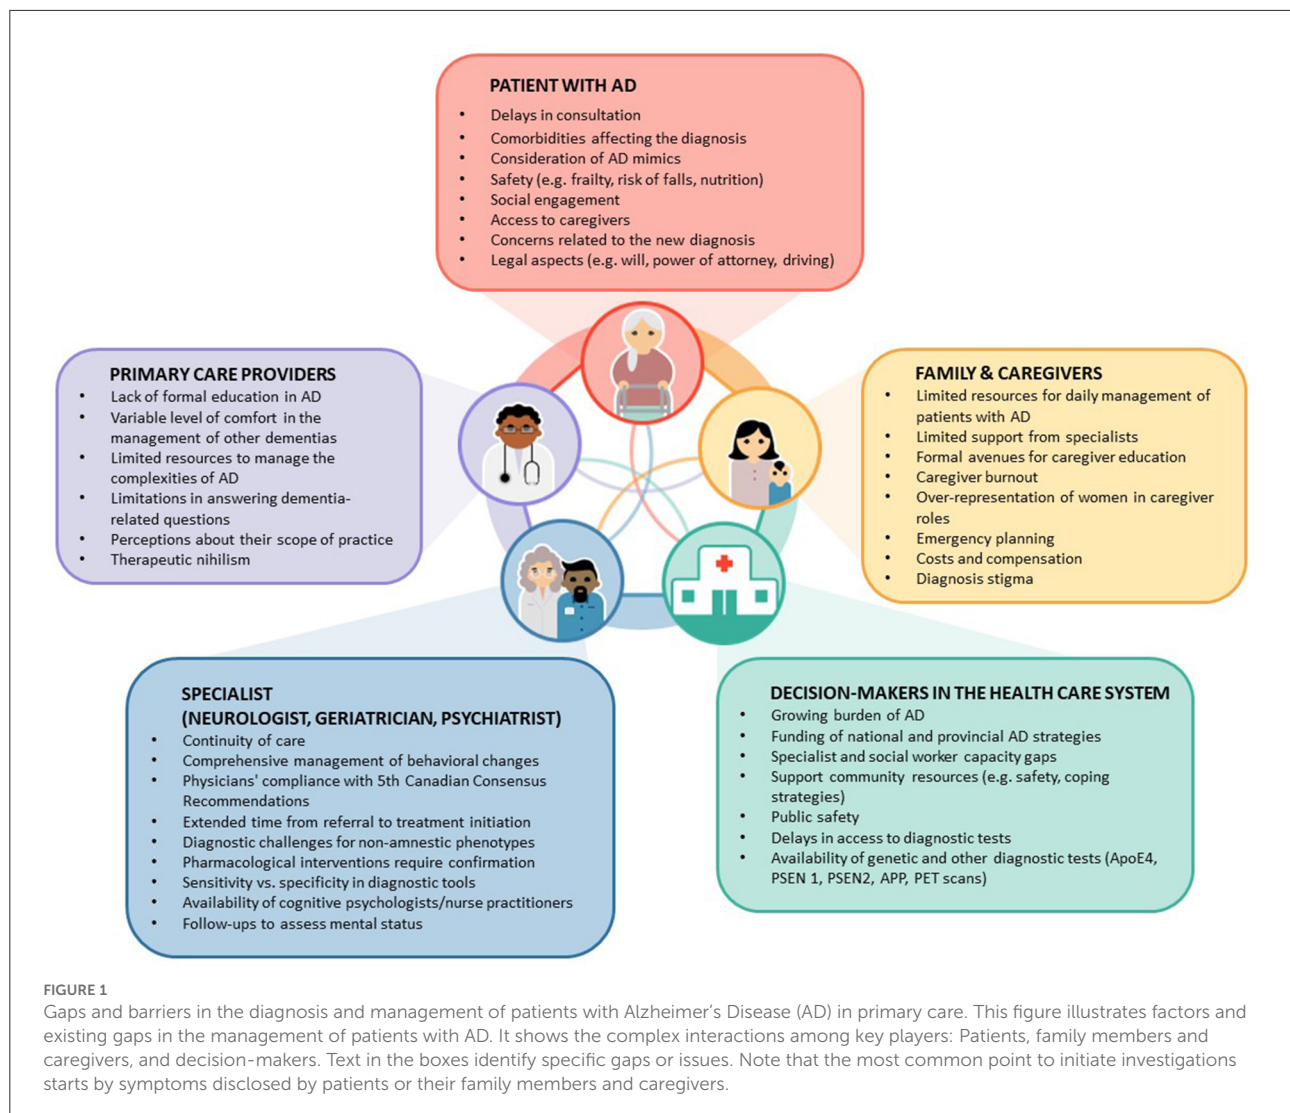 PATIENT WITH AD
• Delays in consultation
• Comorbidities affecting the diagnosis
• Consideration of AD mimics
• Safety (e.g. frailty, risk of falls, nutrition)
• Social engagement
• Access to caregivers
• Concerns related to the new diagnosis
• Legal aspects (e.g. will, power of attorney, driving)
PRIMARY CARE PROVIDERS
• Lack of formal education in AD
• Variable level of comfort in the
management of other dementias
• Limited resources to manage the
complexities of AD
• Limitations in answering dementia-
related questions
• Perceptions about their scope of practice
• Therapeutic nihilism
FAMILY & CAREGIVERS
• Limited resources for daily management of
patients with AD
• Limited support from specialists
• Formal avenues for caregiver education
• Caregiver burnout
• Over-representation of women in caregiver
roles
• Emergency planning
• Costs and compensation
• Diagnosis stigma
SPECIALIST
(NEUROLOGIST, GERIATRICIAN, PSYCHIATRIST)
• Continuity of care
• Comprehensive management of behavioral changes
• Physicians' compliance with 5th Canadian Consensus
Recommendations
• Extended time from referral to treatment initiation
• Diagnostic challenges for non-amnestic phenotypes
• Pharmacological interventions require confirmation
• Sensitivity vs. specificity in diagnostic tools
• Availability of cognitive psychologists/nurse practitioners
• Follow-ups to assess mental status
DECISION-MAKERS IN THE HEALTH CARE SYSTEM
• Growing burden of AD
• Funding of national and provincial AD strategies
• Specialist and social worker capacity gaps
• Support community resources (e.g. safety, coping
strategies)
• Public safety
• Delays in access to diagnostic tests
• Availability of genetic and other diagnostic tests (ApoE4,
PSEN 1, PSEN2, APP, PET scans)
FIGURE 1
Gaps and barriers in the diagnosis and management of patients with Alzheimer's Disease (AD) in primary care. This figure illustrates factors and
existing gaps in the management of patients with AD. It shows the complex interactions among key players: Patients, family members and
caregivers, and decision-makers. Text in the boxes identify specific gaps or issues. Note that the most common point to initiate investigations
starts by symptoms disclosed by patients or their family members and caregivers.